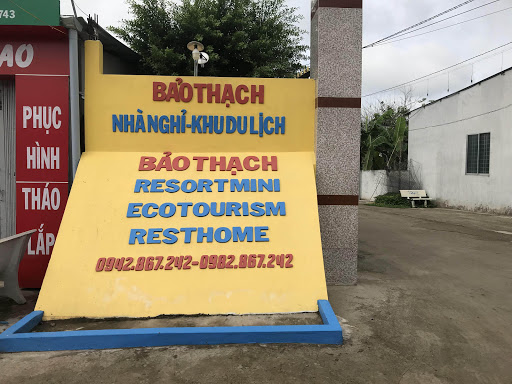 743
AO
PHỤC
HÌNH
THÁO
LẮP
BẢO THẠCH
NHÀ NGHỈ-KHU DU LỊCH
BẢO THẠCH
RESORT MINI
ECOTOURISM
RESTHOME
0942.867.242-0982.867.242